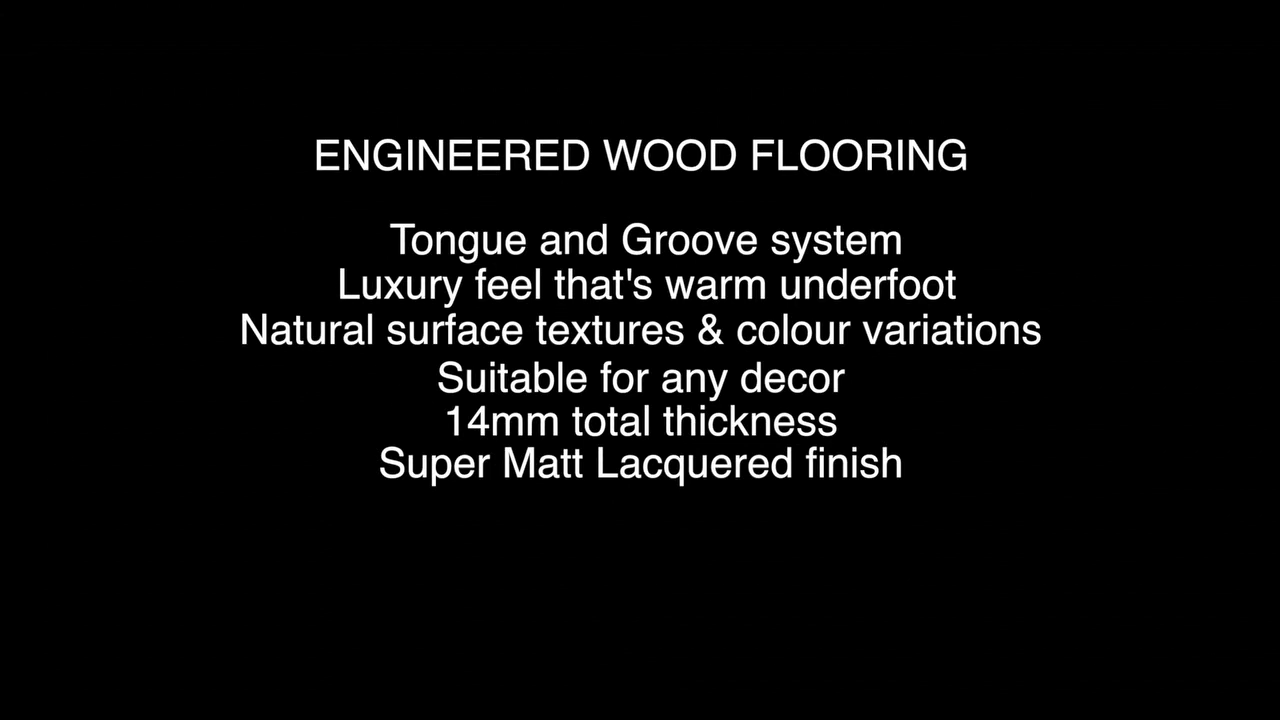 ENGINEERED WOOD FLOORING
Tongue and Groove system
Luxury feel that's warm underfoot
Natural surface textures & colour variations
Suitable for any decor
14mm total thickness
Super Matt Lacquered finish